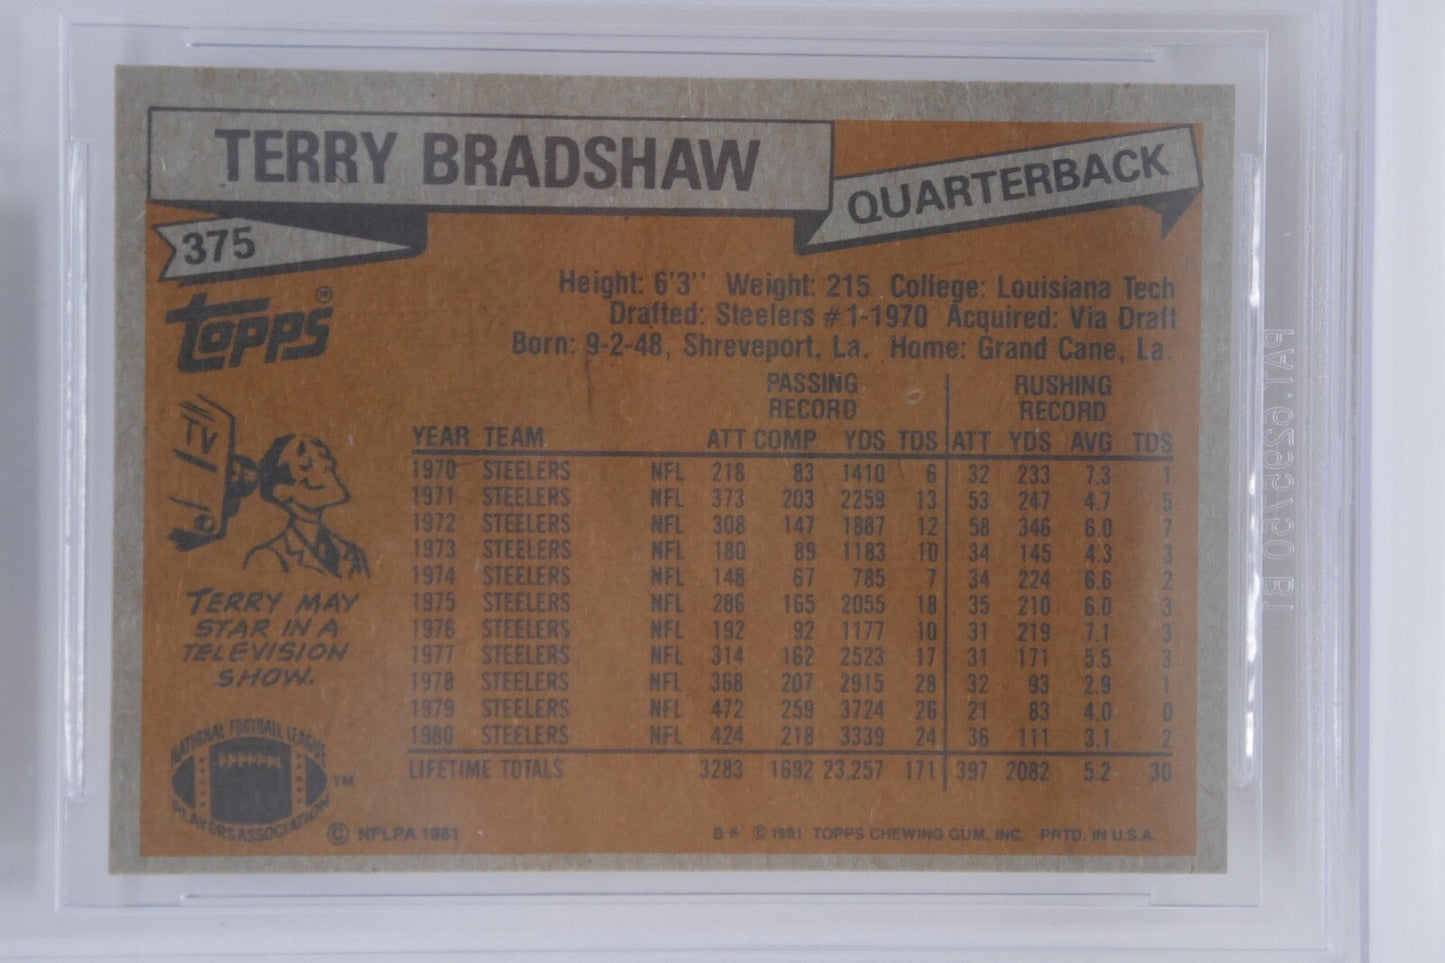 TERRY BRADSHAW
QUARTERBACK
375
Topps®
Height: 6'3'' Weight: 215 College: Louisiana Tech
Drafted: Steelers #1-1970 Acquired: Via Draft
Born: 9-2-48, Shreveport, La. Home: Grand Cane, La.
PASSING RECORD RUSHING RECORD
YEAR TEAM ATT COMP YDS TDS ATT YDS AVG TDS
1970 STEELERS NFL 218 83 1410 6 32 233 7.3 1
1971 STEELERS NFL 373 203 2259 13 53 247 4.7 5
1972 STEELERS NFL 308 147 1887 12 58 346 6.0 7
1973 STEELERS NFL 180 89 1183 10 34 145 4.3 3
1974 STEELERS NFL 148 67 785 7 34 224 6.6 2
1975 STEELERS NFL 286 165 2055 18 35 210 6.0 3
1976 STEELERS NFL 192 92 1177 10 31 219 7.1 3
1977 STEELERS NFL 314 162 2523 17 31 171 5.5 3
1978 STEELERS NFL 368 207 2915 28 32 93 2.9 1
1979 STEELERS NFL 472 259 3724 26 21 83 4.0 0
1980 STEELERS NFL 424 218 3339 24 36 111 3.1 2
LIFETIME TOTALS 3283 1692 23,257 171 397 2082 5.2 30
TV
TERRY MAY
STAR IN A
TELEVISION
SHOW.
NATIONAL FOOTBALL LEAGUE
PLAYERS ASSOCIATION
TM
© NFLPA 1981
B* © 1981 TOPPS CHEWING GUM, INC. PRTD. IN U.S.A.